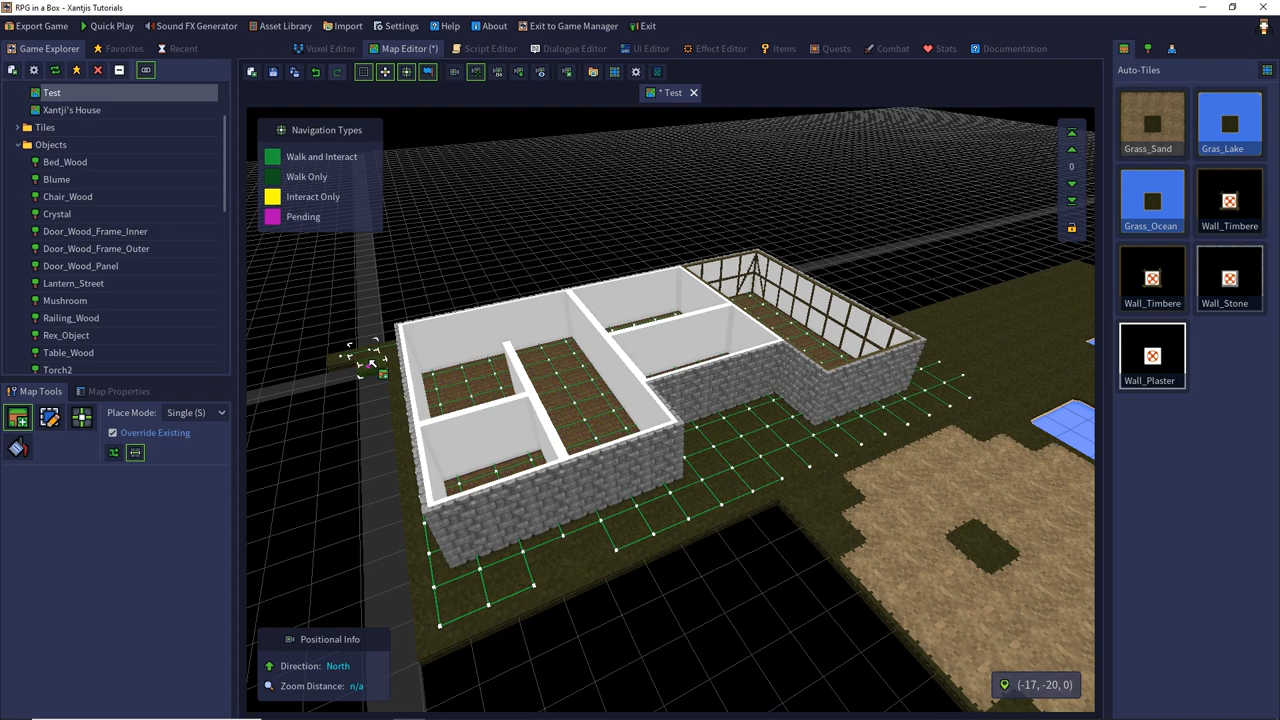 RPG in a Box - Xantjis Tutorials
Export Game
Quick Play
Sound FX Generator
Asset Library
Import
Settings
Help
About
Exit to Game Manager
Exit
Game Explorer
Favorites
Recent
Voxel Editor
Map Editor (*)
Script Editor
Dialogue Editor
UI Editor
Effect Editor
Items
Quests
Combat
Stats
Documentation
Test
Xantji's House
Tiles
Objects
Bed_Wood
Blume
Chair_Wood
Crystal
Door_Wood_Frame_Inner
Door_Wood_Frame_Outer
Door_Wood_Panel
Lantern_Street
Mushroom
Railing_Wood
Rex_Object
Table_Wood
Torch2
Map Tools
Map Properties
Place Mode:
Single (S)
Override Existing
* Test
Navigation Types
Walk and Interact
Walk Only
Interact Only
Pending
0
Positional Info
Direction: North
Zoom Distance: n/a
(-17, -20, 0)
Auto-Tiles
Grass_Sand
Gras_Lake
Grass_Ocean
Wall_Timbere
Wall_Timbere
Wall_Stone
Wall_Plaster